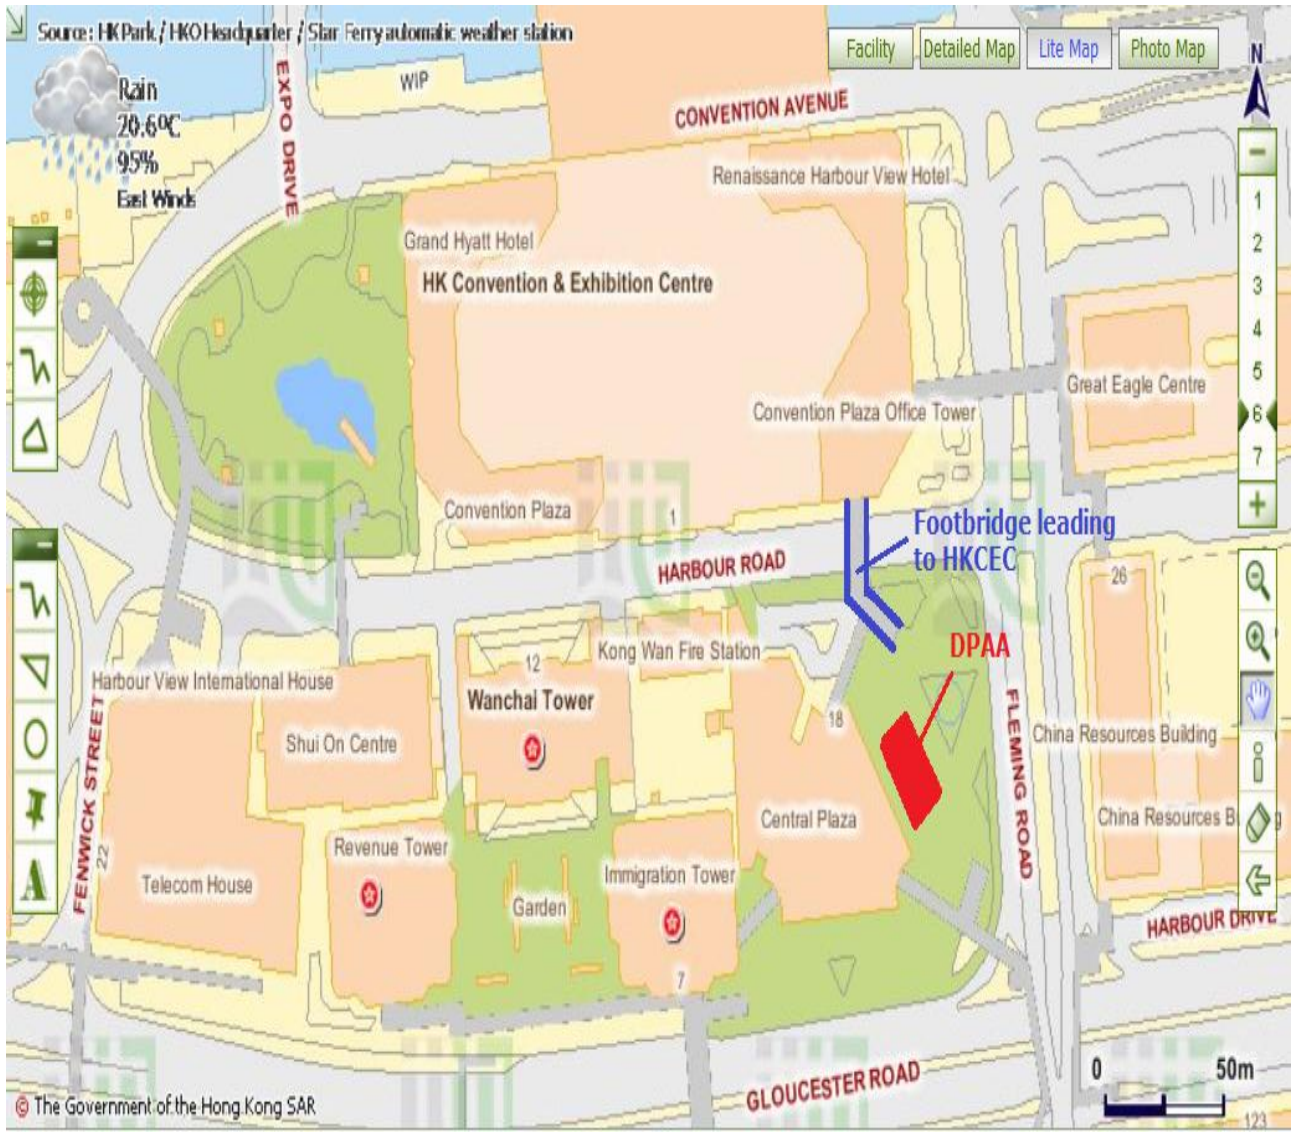 Source: HK Park / HKO Headquarter / Star Ferry automatic weather station
Facility
Detailed Map
Lite Map
Photo Map
N
Rain
20.6ºC
95%
East Winds
WIP
EXPO DRIVE
CONVENTION AVENUE
Renaissance Harbour View Hotel
Grand Hyatt Hotel
HK Convention & Exhibition Centre
1
2
3
4
5
6
7
Great Eagle Centre
Convention Plaza Office Tower
Convention Plaza
1
Footbridge leading
to HKCEC
HARBOUR ROAD
26
DPAA
Kong Wan Fire Station
12
Harbour View International House
Wanchai Tower
18
Shui On Centre
FENWICK STREET
FLEMING ROAD
China Resources Building
Central Plaza
China Resources B
g
Revenue Tower
22
Telecom House
Immigration Tower
Garden
HARBOUR DRIVE
7
GLOUCESTER ROAD
0 50m
© The Government of the Hong Kong SAR
123
A